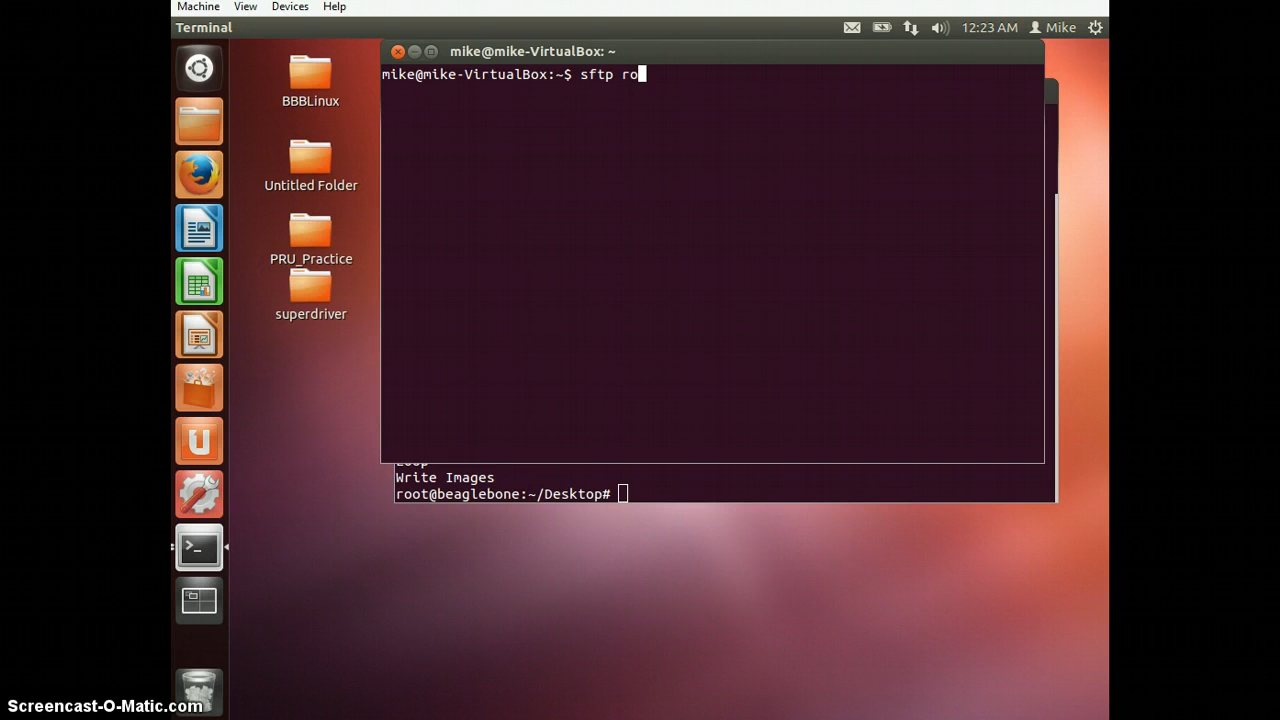 Machine View Devices Help
Terminal 12:23 AM Mike
mike@mike-VirtualBox: ~
mike@mike-VirtualBox:~$ sftp ro
BBBLinux
Untitled Folder
PRU_Practice
superdriver
Loop
Write Images
root@beaglebone:~/Desktop#
Screencast-O-Matic.com